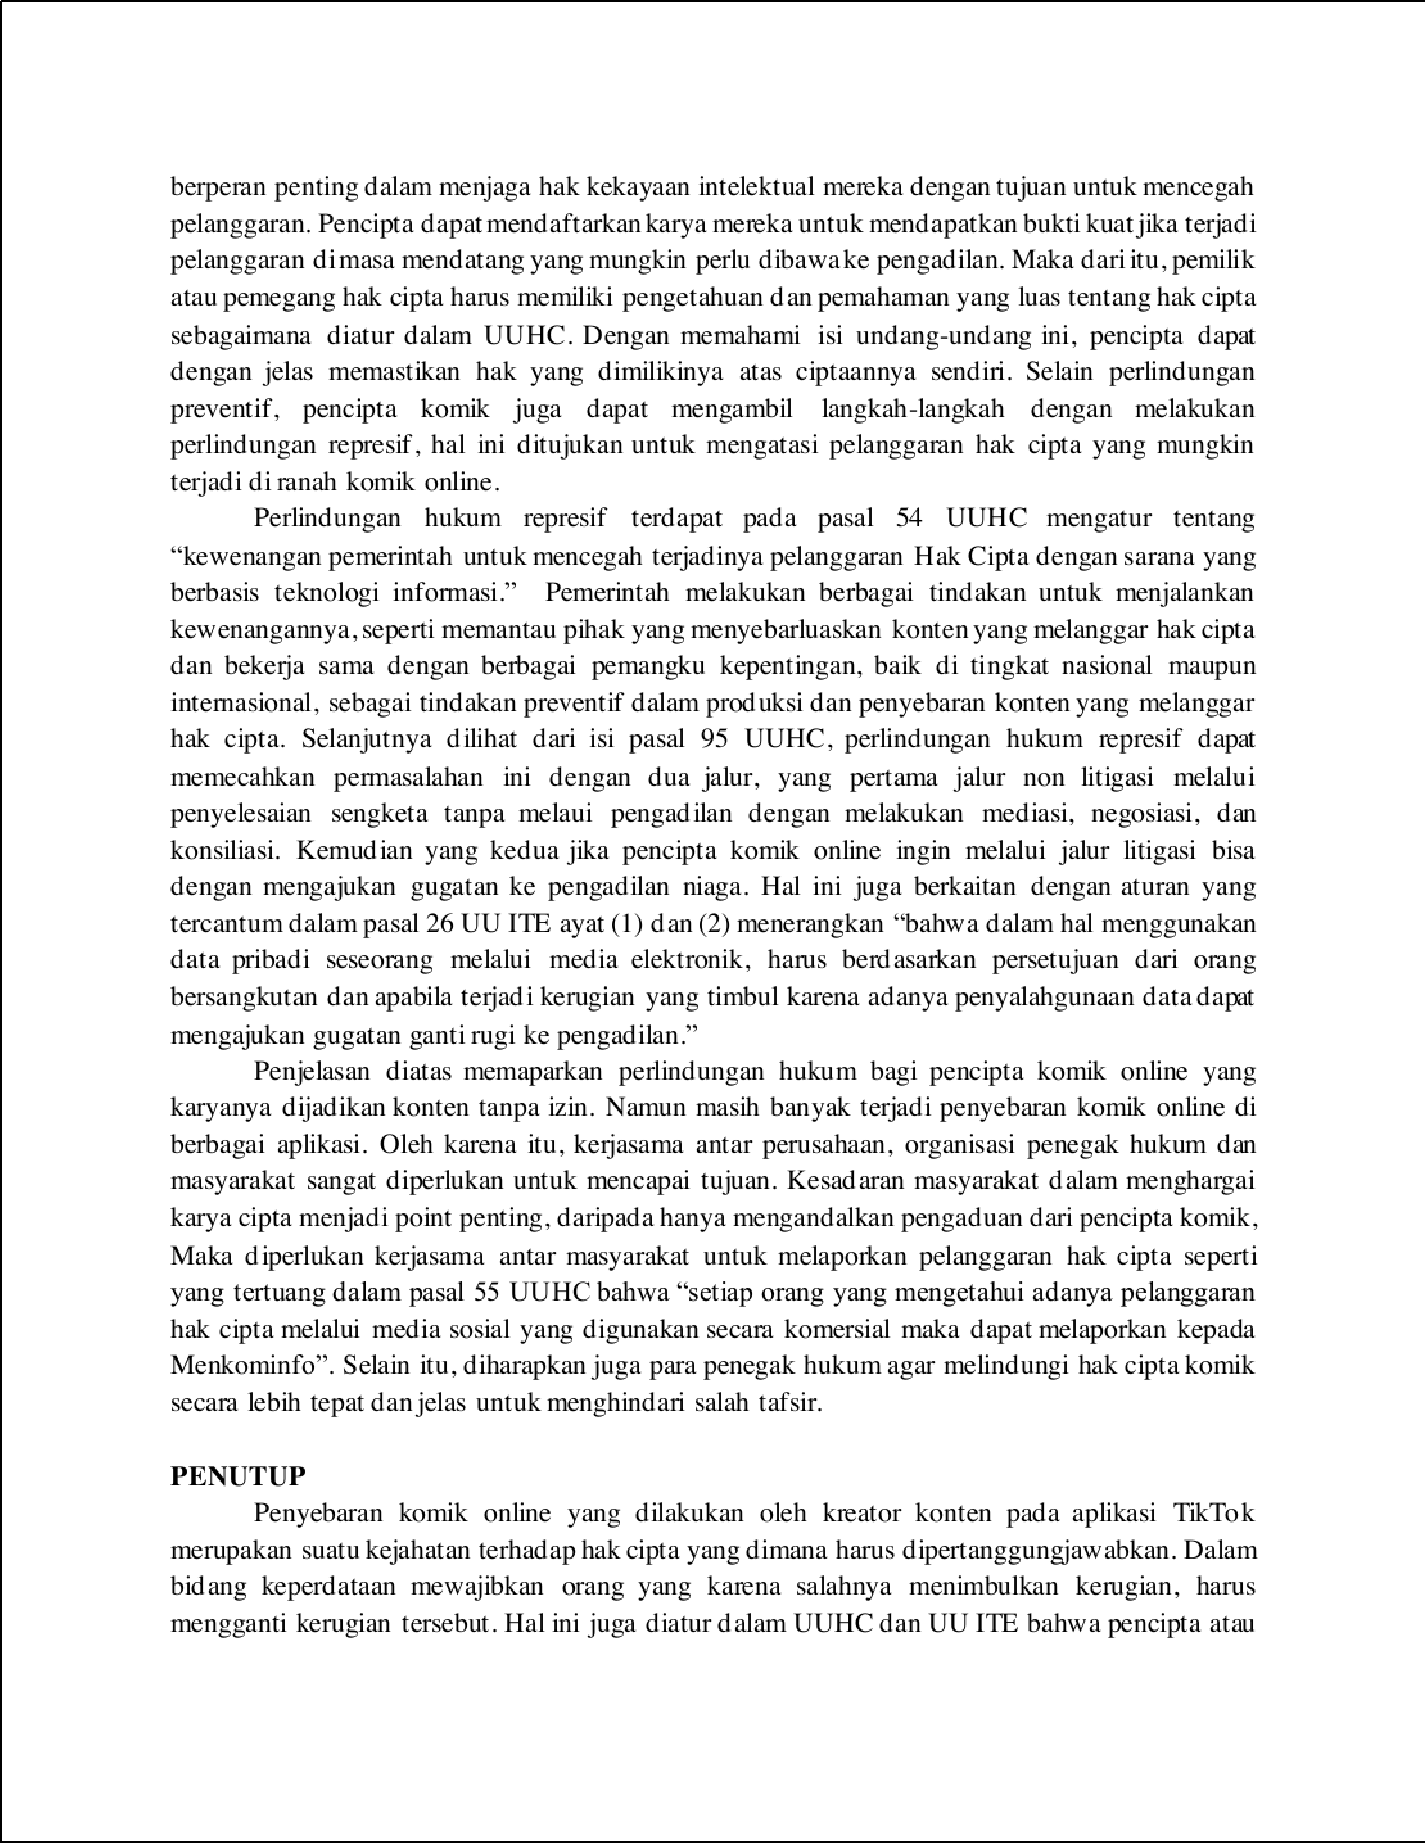 berperan penting dalam menjaga hak kekayaan intelektual mereka dengan tujuan untuk mencegah
pelanggaran. Pencipta dapat mendaftarkan karya mereka untuk mendapatkan bukti kuat jika terjadi
pelanggaran di masa mendatang yang mungkin perlu dibawa ke pengadilan. Maka dari itu, pemilik
atau pemegang hak cipta harus memiliki pengetahuan dan pemahaman yang luas tentang hak cipta
sebagaimana diatur dalam UUHC. Dengan memahami isi undang-undang ini, pencipta dapat
dengan jelas memastikan hak yang dimilikinya atas ciptaannya sendiri. Selain perlindungan
preventif, pencipta komik juga dapat mengambil langkah-langkah dengan melakukan
perlindungan represif, hal ini ditujukan untuk mengatasi pelanggaran hak cipta yang mungkin
terjadi di ranah komik online.
Perlindungan hukum represif terdapat pada pasal 54 UUHC mengatur tentang
“kewenangan pemerintah untuk mencegah terjadinya pelanggaran Hak Cipta dengan sarana yang
berbasis teknologi informasi.” Pemerintah melakukan berbagai tindakan untuk menjalankan
kewenangannya, seperti memantau pihak yang menyebarluaskan konten yang melanggar hak cipta
dan bekerja sama dengan berbagai pemangku kepentingan, baik di tingkat nasional maupun
internasional, sebagai tindakan preventif dalam produksi dan penyebaran konten yang melanggar
hak cipta. Selanjutnya dilihat dari isi pasal 95 UUHC, perlindungan hukum represif dapat
memecahkan permasalahan ini dengan dua jalur, yang pertama jalur non litigasi melalui
penyelesaian sengketa tanpa melaui pengadilan dengan melakukan mediasi, negosiasi, dan
konsiliasi. Kemudian yang kedua jika pencipta komik online ingin melalui jalur litigasi bisa
dengan mengajukan gugatan ke pengadilan niaga. Hal ini juga berkaitan dengan aturan yang
tercantum dalam pasal 26 UU ITE ayat (1) dan (2) menerangkan “bahwa dalam hal menggunakan
data pribadi seseorang melalui media elektronik, harus berdasarkan persetujuan dari orang
bersangkutan dan apabila terjadi kerugian yang timbul karena adanya penyalahgunaan data dapat
mengajukan gugatan ganti rugi ke pengadilan.”
Penjelasan diatas memaparkan perlindungan hukum bagi pencipta komik online yang
karyanya dijadikan konten tanpa izin. Namun masih banyak terjadi penyebaran komik online di
berbagai aplikasi. Oleh karena itu, kerjasama antar perusahaan, organisasi penegak hukum dan
masyarakat sangat diperlukan untuk mencapai tujuan. Kesadaran masyarakat dalam menghargai
karya cipta menjadi point penting, daripada hanya mengandalkan pengaduan dari pencipta komik,
Maka diperlukan kerjasama antar masyarakat untuk melaporkan pelanggaran hak cipta seperti
yang tertuang dalam pasal 55 UUHC bahwa “setiap orang yang mengetahui adanya pelanggaran
hak cipta melalui media sosial yang digunakan secara komersial maka dapat melaporkan kepada
Menkominfo”. Selain itu, diharapkan juga para penegak hukum agar melindungi hak cipta komik
secara lebih tepat dan jelas untuk menghindari salah tafsir.
PENUTUP
Penyebaran komik online yang dilakukan oleh kreator konten pada aplikasi TikTok
merupakan suatu kejahatan terhadap hak cipta yang dimana harus dipertanggungjawabkan. Dalam
bidang keperdataan mewajibkan orang yang karena salahnya menimbulkan kerugian, harus
mengganti kerugian tersebut. Hal ini juga diatur dalam UUHC dan UU ITE bahwa pencipta atau